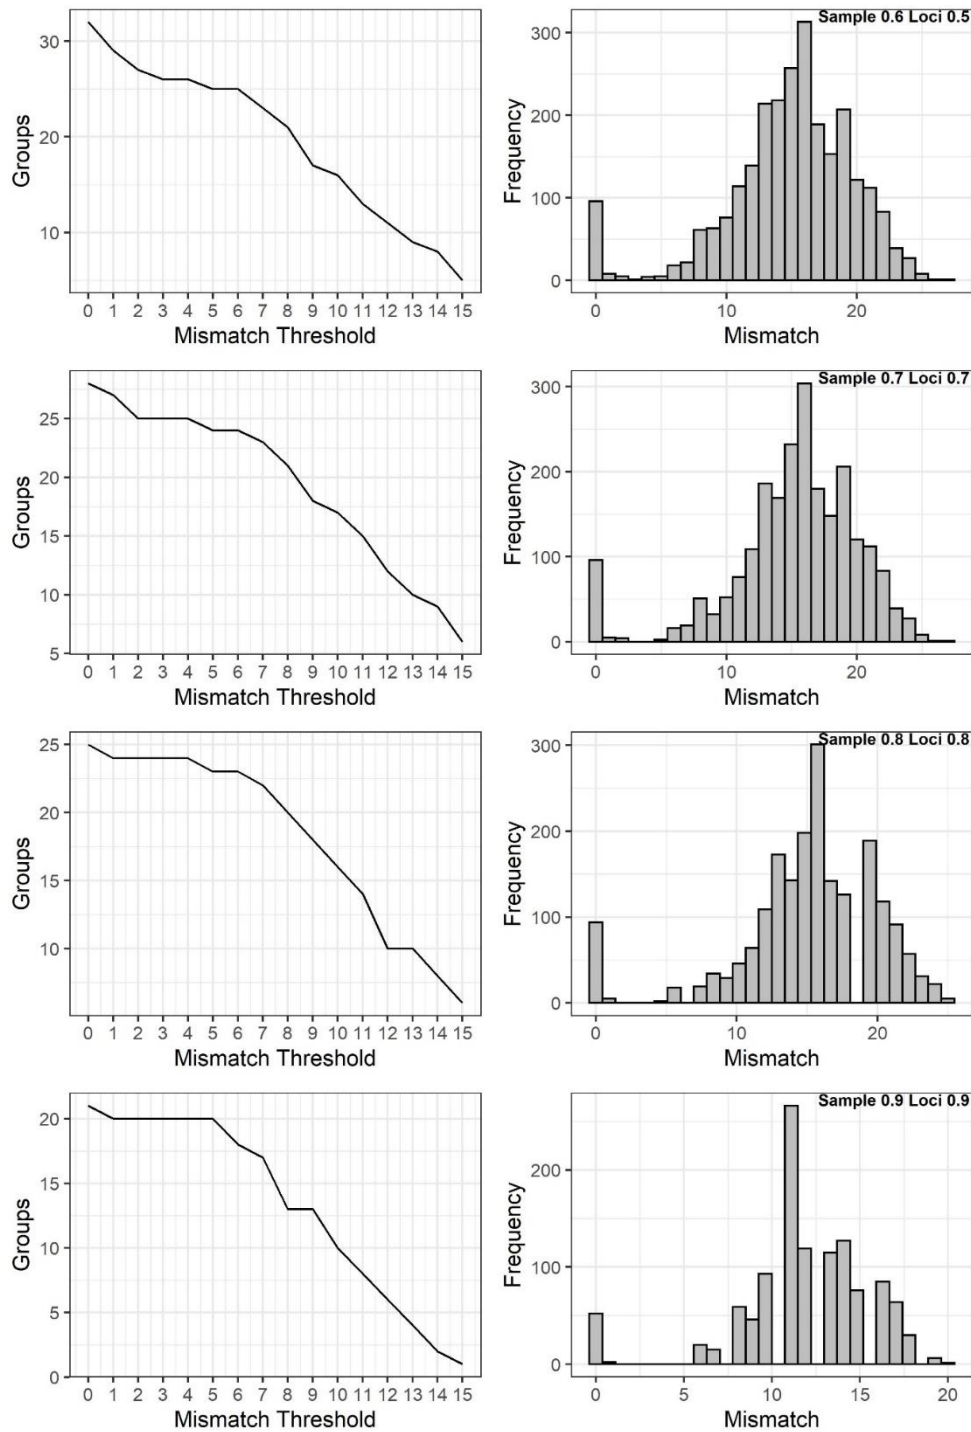 Groups
30
20
10
0 1 2 3 4 5 6 7 8 9 10 11 12 13 14 15
Mismatch Threshold
Sample 0.6 Loci 0.5
Frequency
300
200
100
0
0 10 20
Mismatch
Groups
25
20
15
10
5
0 1 2 3 4 5 6 7 8 9 10 11 12 13 14 15
Mismatch Threshold
Sample 0.7 Loci 0.7
Frequency
300
200
100
0
0 10 20
Mismatch
Groups
25
20
15
10
0 1 2 3 4 5 6 7 8 9 10 11 12 13 14 15
Mismatch Threshold
Sample 0.8 Loci 0.8
Frequency
300
200
100
0
0 10 20
Mismatch
Groups
20
15
10
5
0
0 1 2 3 4 5 6 7 8 9 10 11 12 13 14 15
Mismatch Threshold
Sample 0.9 Loci 0.9
Frequency
200
100
0
0 5 10 15 20
Mismatch